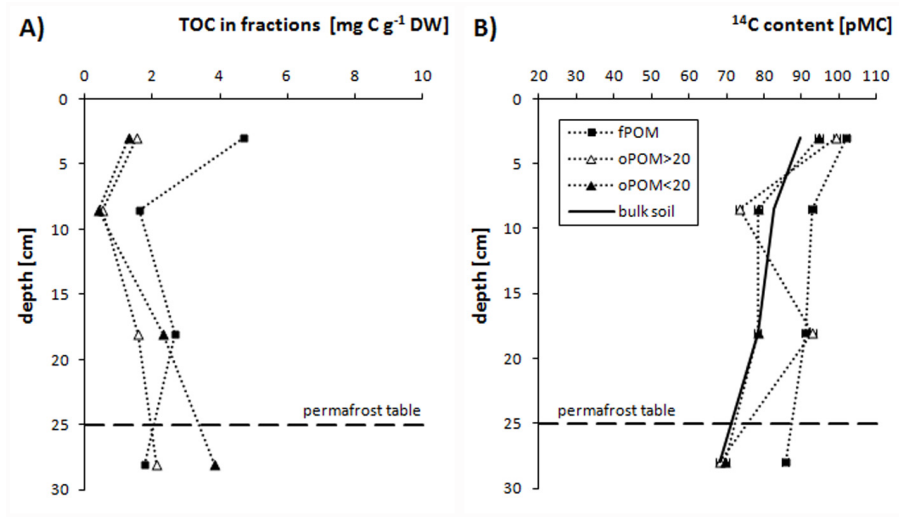 A)
TOC in fractions [mg C g⁻¹ DW]
0 2 4 6 8 10
0
5
10
15
20
25
30
depth [cm]
permafrost table
B)
¹⁴C content [pMC]
20 30 40 50 60 70 80 90 100 110
0
5
10
15
20
25
30
depth [cm]
fPOM
oPOM>20
oPOM<20
bulk soil
permafrost table